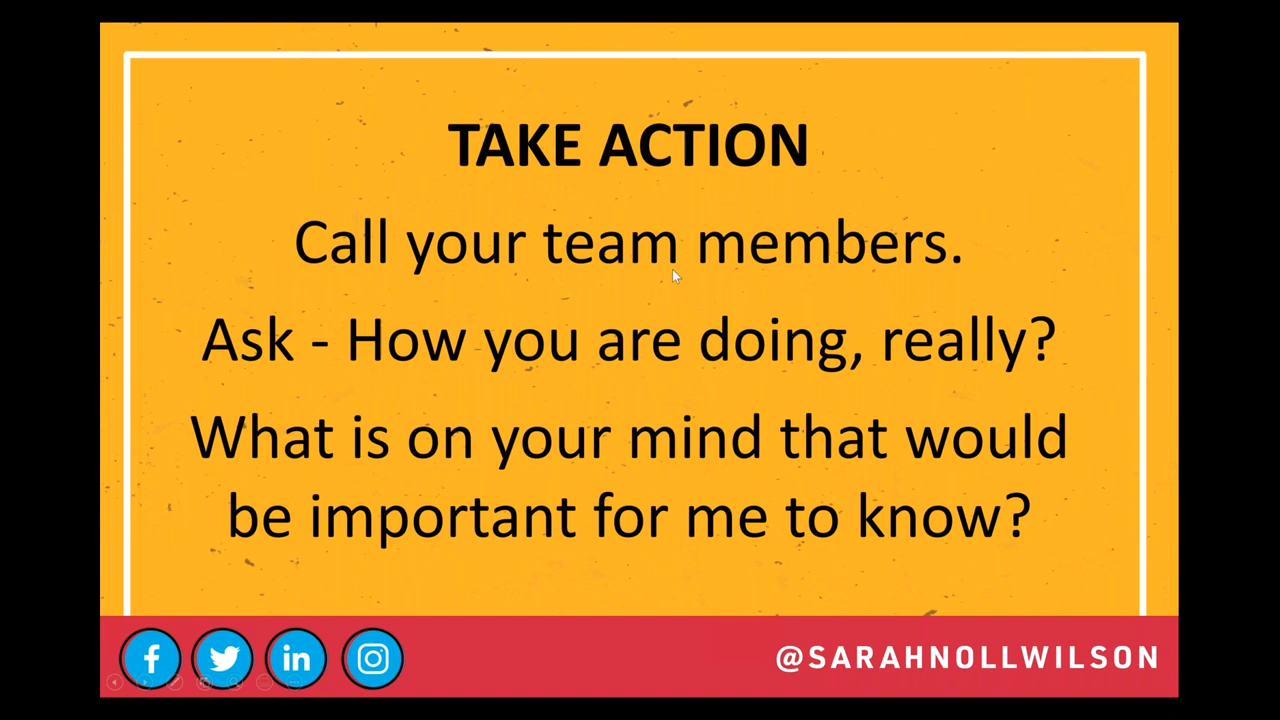 TAKE ACTION
Call your team members.
Ask - How you are doing, really?
What is on your mind that would
be important for me to know?
@SARAHNOLLWILSON